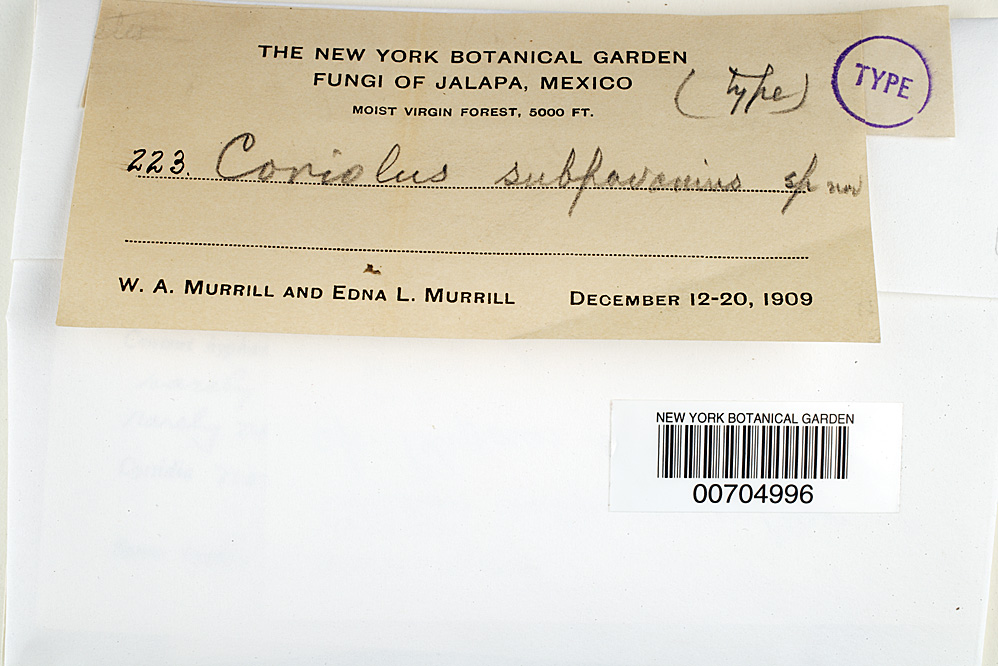 THE NEW YORK BOTANICAL GARDEN
FUNGI OF JALAPA, MEXICO
(type)
TYPE
MOIST VIRGIN FOREST, 5000 FT.
223. Coriolus sp nov
W. A. MURRILL AND EDNA L. MURRILL DECEMBER 12-20, 1909
NEW YORK BOTANICAL GARDEN
00704996